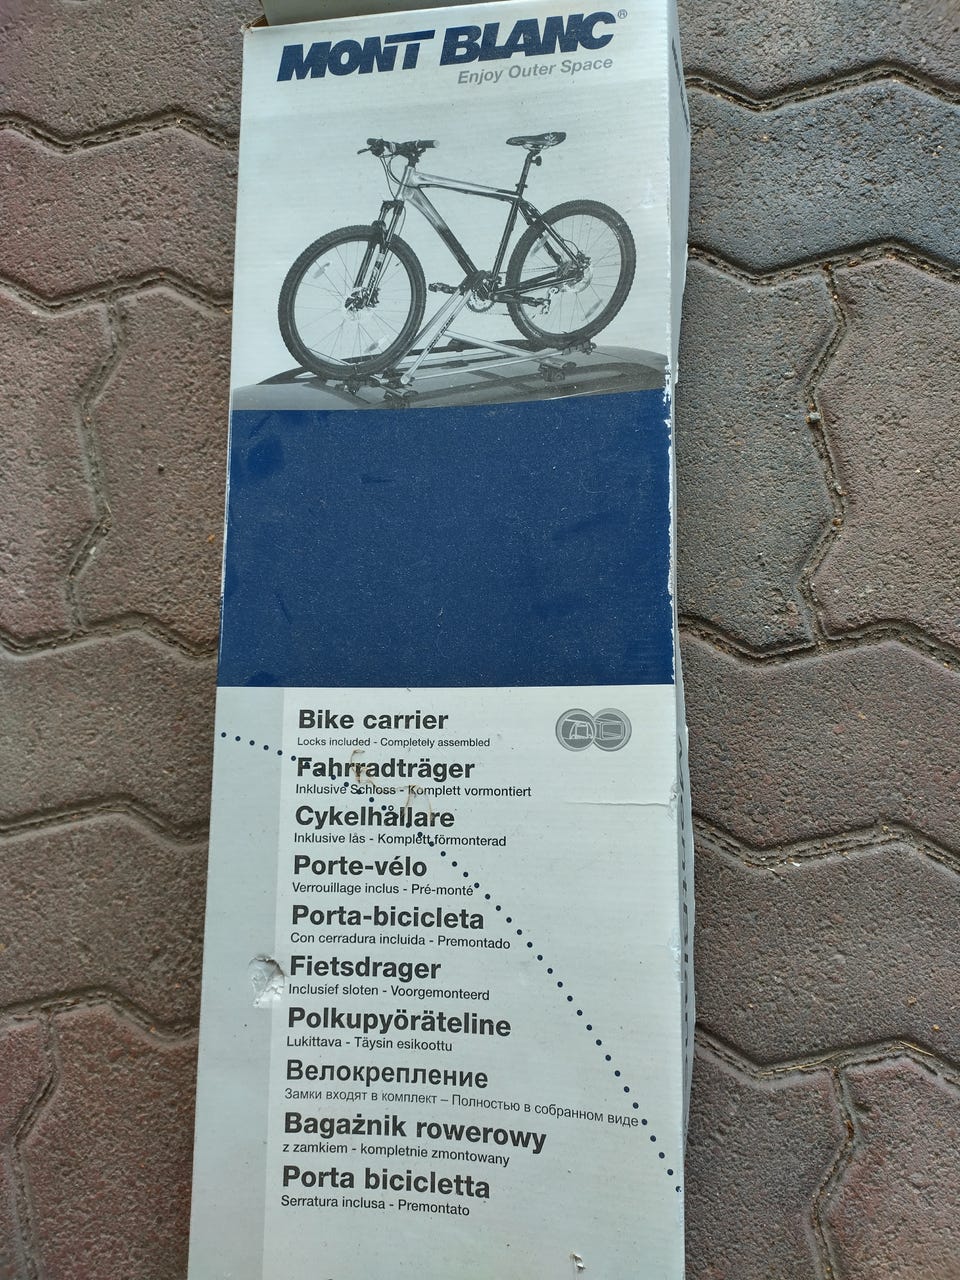 MONT BLANC®
Enjoy Outer Space
Bike carrier
Locks included - Completely assembled
Fahrradträger
Inklusive Schloss - Komplett vormontiert
Cykelhållare
Inklusive lås - Komplett förmonterad
Porte-vélo
Verrouillage inclus - Pré-monté
Porta-bicicleta
Con cerradura incluida - Premontado
Fietsdrager
Inclusief sloten - Voorgemonteerd
Polkupyöräteline
Lukittava - Täysin esikoottu
Велокрепление
Замки входят в комплект – Полностью в собранном виде
Bagażnik rowerowy
z zamkiem - kompletnie zmontowany
Porta bicicletta
Serratura inclusa - Premontato